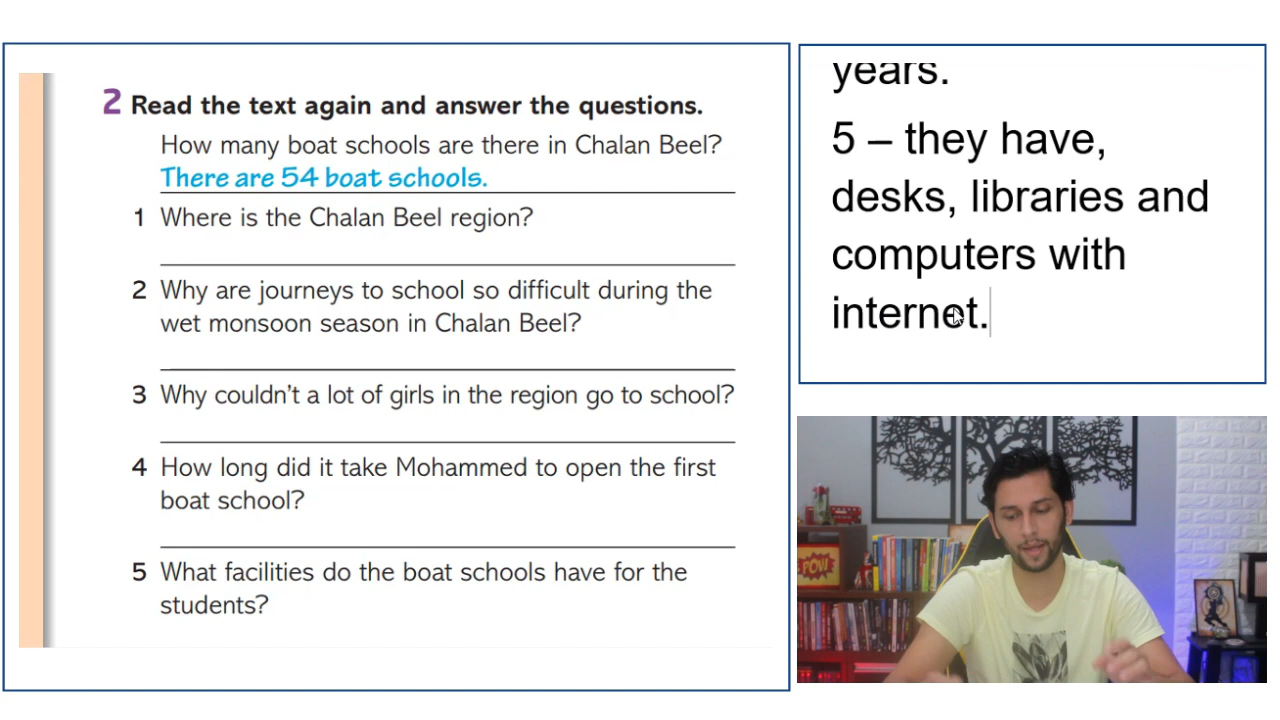 2 Read the text again and answer the questions.
How many boat schools are there in Chalan Beel?
There are 54 boat schools.
1 Where is the Chalan Beel region?
2 Why are journeys to school so difficult during the
wet monsoon season in Chalan Beel?
3 Why couldn't a lot of girls in the region go to school?
4 How long did it take Mohammed to open the first
boat school?
5 What facilities do the boat schools have for the
students?
years.
5 – they have,
desks, libraries and
computers with
internet.
POW